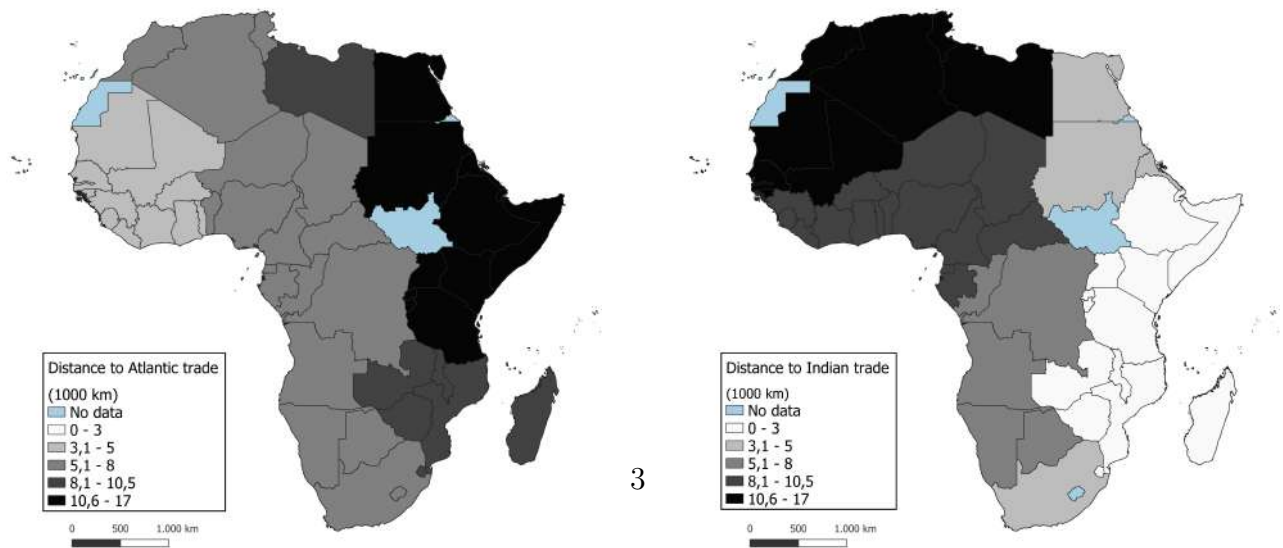 Distance to Atlantic trade
(1000 km)
No data
0 - 3
3,1 - 5
5,1 - 8
8,1 - 10,5
10,6 - 17
0 500 1.000 km
3
Distance to Indian trade
(1000 km)
No data
0 - 3
3,1 - 5
5,1 - 8
8,1 - 10,5
10,6 - 17
0 500 1.000 km